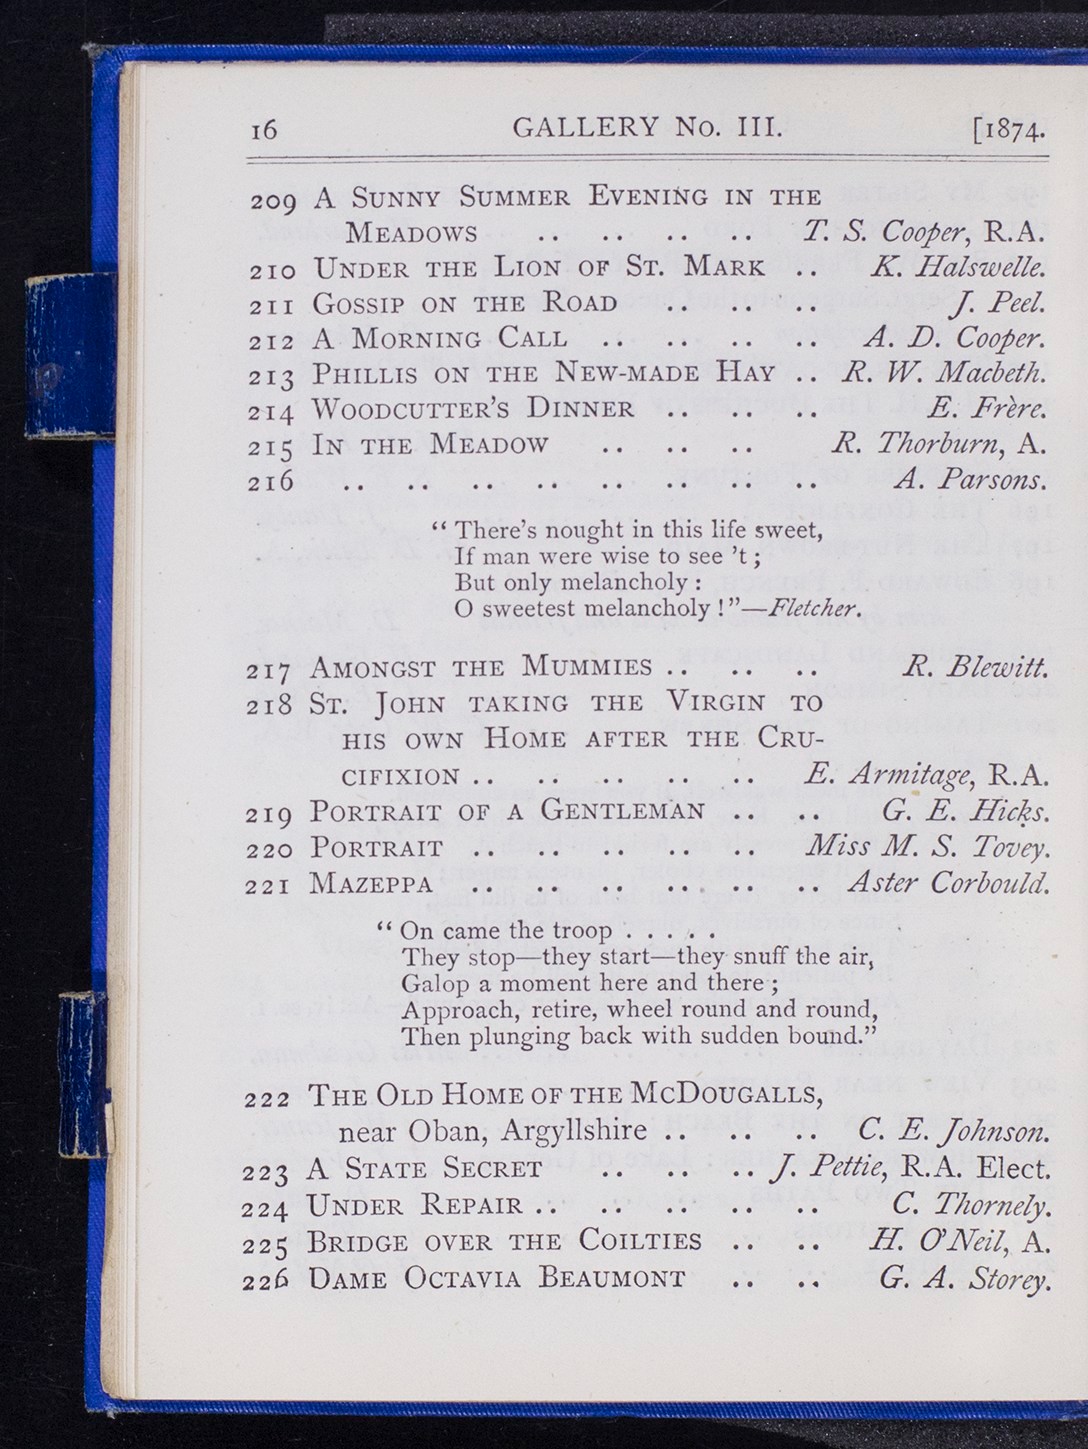 16 GALLERY No. III. [1874.
209 A Sunny Summer Evening in the
Meadows .. .. .. .. T. S. Cooper, R.A.
210 Under the Lion of St. Mark .. K. Halswelle.
211 Gossip on the Road .. .. .. J. Peel.
212 A Morning Call .. .. .. .. A. D. Cooper.
213 Phillis on the New-made Hay .. R. W. Macbeth.
214 Woodcutter's Dinner .. .. .. E. Frère.
215 In the Meadow .. .. .. R. Thorburn, A.
216 .. .. .. .. .. .. .. .. A. Parsons.
“ There's nought in this life sweet,
If man were wise to see 't ;
But only melancholy :
O sweetest melancholy ! ”—Fletcher.
217 Amongst the Mummies .. .. .. R. Blewitt.
218 St. John taking the Virgin to
his own Home after the Cru-
cifixion .. .. .. .. .. E. Armitage, R.A.
219 Portrait of a Gentleman .. .. G. E. Hicks.
220 Portrait .. .. .. .. .. Miss M. S. Tovey.
221 Mazeppa .. .. .. .. .. .. Aster Corbould.
“ On came the troop . . . . .
They stop—they start—they snuff the air,
Galop a moment here and there ;
Approach, retire, wheel round and round,
Then plunging back with sudden bound.”
222 The Old Home of the McDougalls,
near Oban, Argyllshire .. .. .. C. E. Johnson.
223 A State Secret .. .. .. J. Pettie, R.A. Elect.
224 Under Repair .. .. .. .. .. C. Thornely.
225 Bridge over the Coilties .. .. H. O'Neil, A.
226 Dame Octavia Beaumont .. .. G. A. Storey.